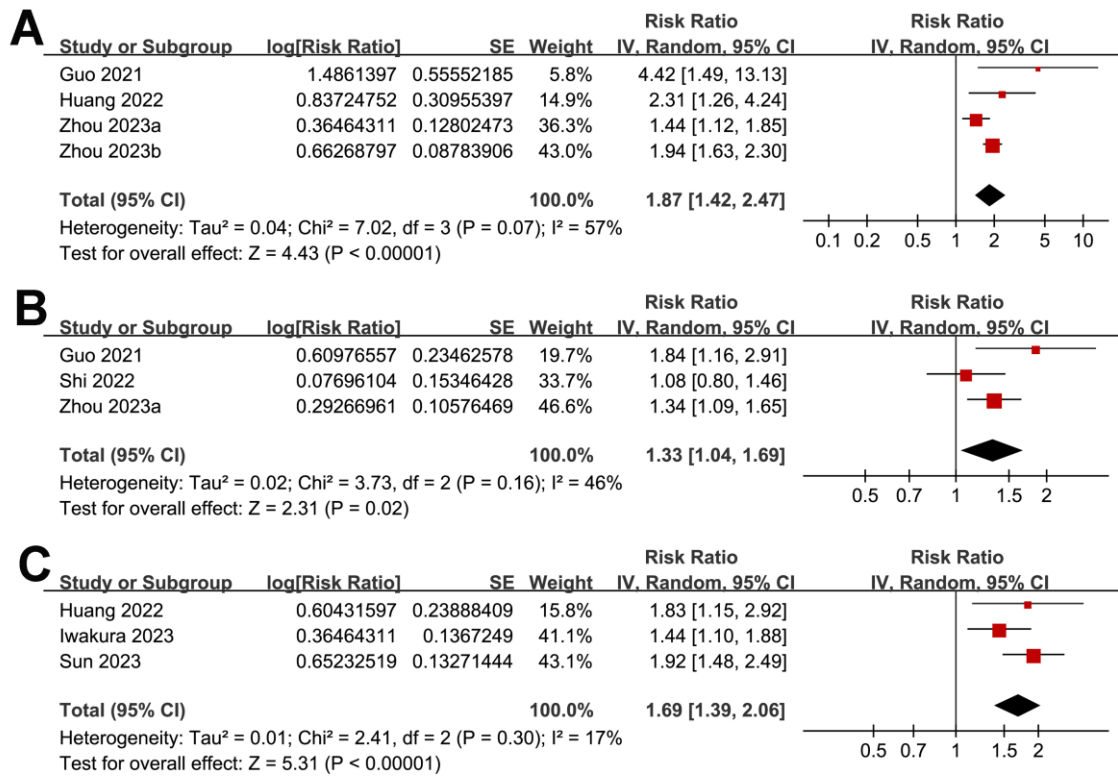 A
Risk Ratio Risk Ratio
Study or Subgroup log[Risk Ratio] SE Weight IV, Random, 95% CI IV, Random, 95% CI
Guo 2021 1.4861397 0.55552185 5.8% 4.42 [1.49, 13.13]
Huang 2022 0.83724752 0.30955397 14.9% 2.31 [1.26, 4.24]
Zhou 2023a 0.36464311 0.12802473 36.3% 1.44 [1.12, 1.85]
Zhou 2023b 0.66268797 0.08783906 43.0% 1.94 [1.63, 2.30]
Total (95% CI) 100.0% 1.87 [1.42, 2.47]
Heterogeneity: Tau² = 0.04; Chi² = 7.02, df = 3 (P = 0.07); I² = 57%
Test for overall effect: Z = 4.43 (P < 0.00001)
0.1 0.2 0.5 1 2 5 10
B
Risk Ratio Risk Ratio
Study or Subgroup log[Risk Ratio] SE Weight IV, Random, 95% CI IV, Random, 95% CI
Guo 2021 0.60976557 0.23462578 19.7% 1.84 [1.16, 2.91]
Shi 2022 0.07696104 0.15346428 33.7% 1.08 [0.80, 1.46]
Zhou 2023a 0.29266961 0.10576469 46.6% 1.34 [1.09, 1.65]
Total (95% CI) 100.0% 1.33 [1.04, 1.69]
Heterogeneity: Tau² = 0.02; Chi² = 3.73, df = 2 (P = 0.16); I² = 46%
Test for overall effect: Z = 2.31 (P = 0.02)
0.5 0.7 1 1.5 2
C
Risk Ratio Risk Ratio
Study or Subgroup log[Risk Ratio] SE Weight IV, Random, 95% CI IV, Random, 95% CI
Huang 2022 0.60431597 0.23888409 15.8% 1.83 [1.15, 2.92]
Iwakura 2023 0.36464311 0.1367249 41.1% 1.44 [1.10, 1.88]
Sun 2023 0.65232519 0.13271444 43.1% 1.92 [1.48, 2.49]
Total (95% CI) 100.0% 1.69 [1.39, 2.06]
Heterogeneity: Tau² = 0.01; Chi² = 2.41, df = 2 (P = 0.30); I² = 17%
Test for overall effect: Z = 5.31 (P < 0.00001)
0.5 0.7 1 1.5 2